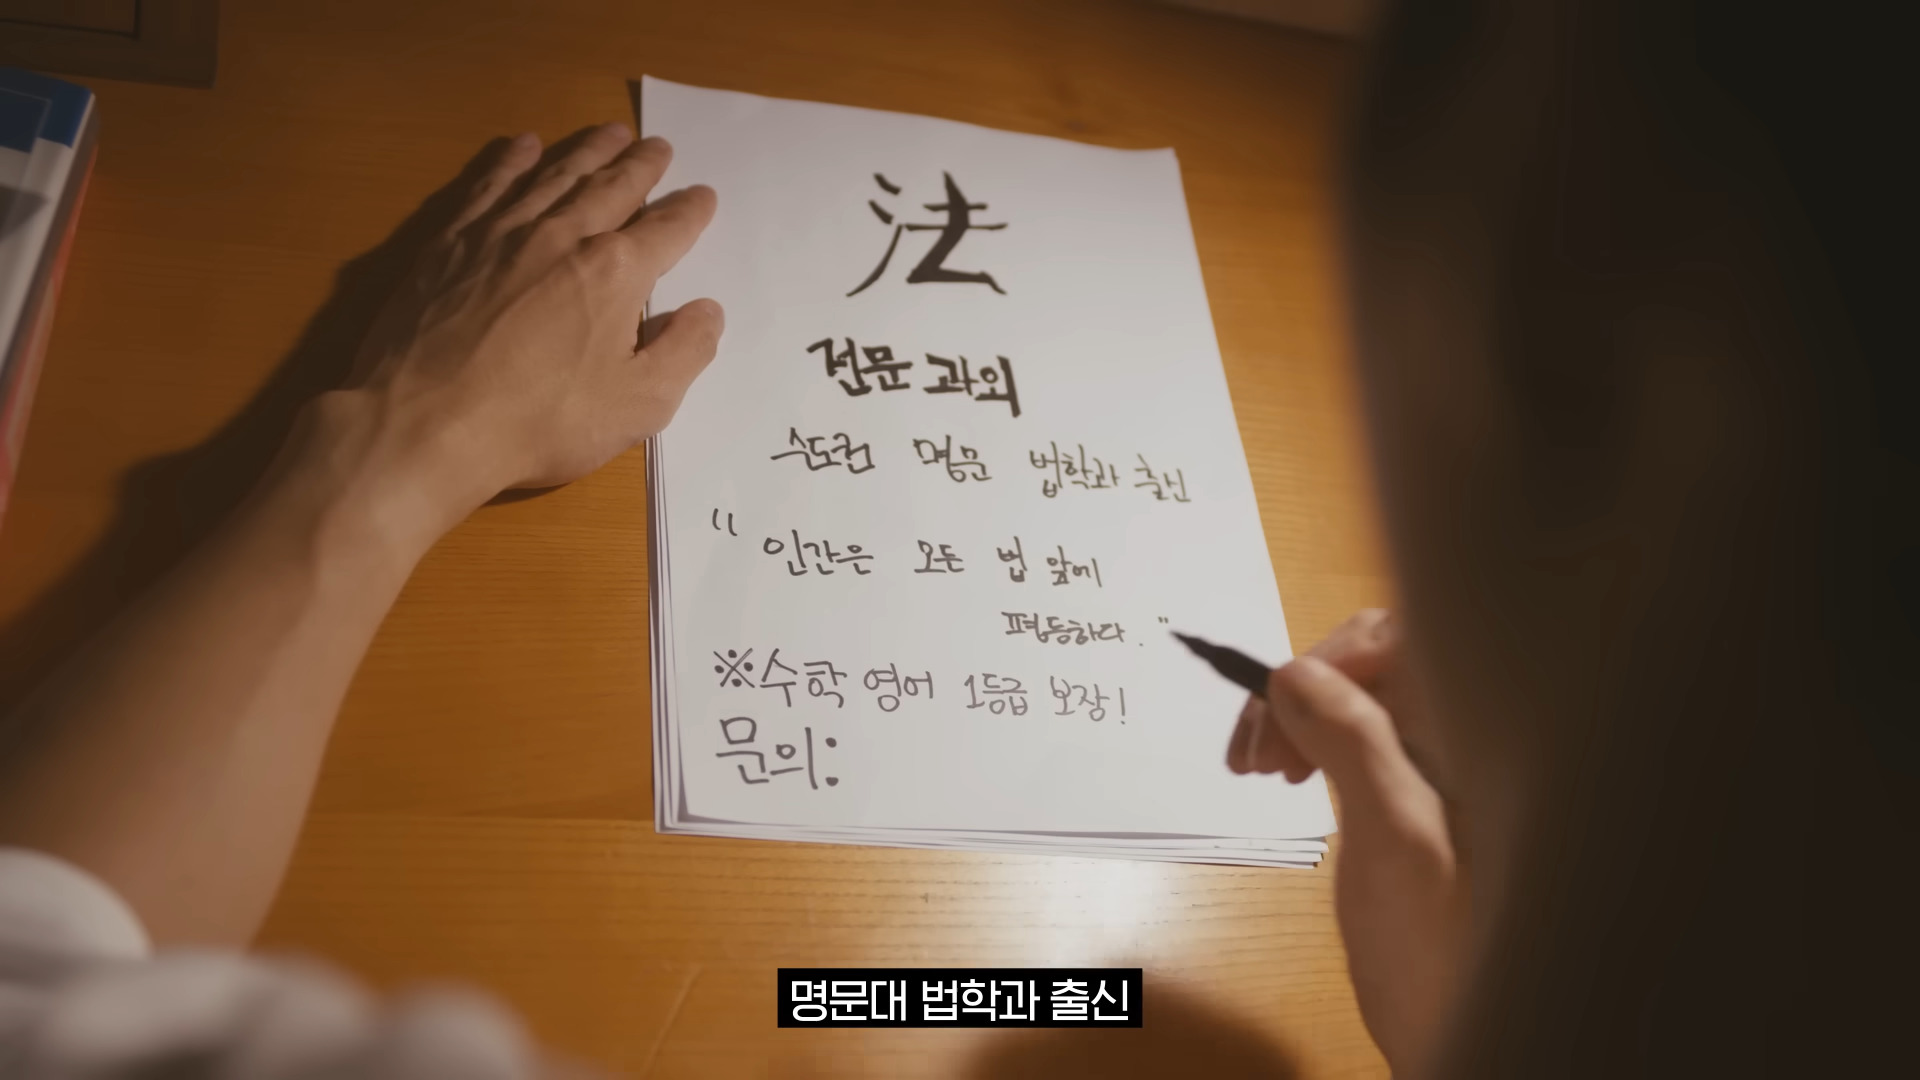 法
전문 과외
수도권 명문 법학과 출신
"인간은 모든 법 앞에
평등하다."
※수학 영어 1등급 보장!
문의:
명문대 법학과 출신